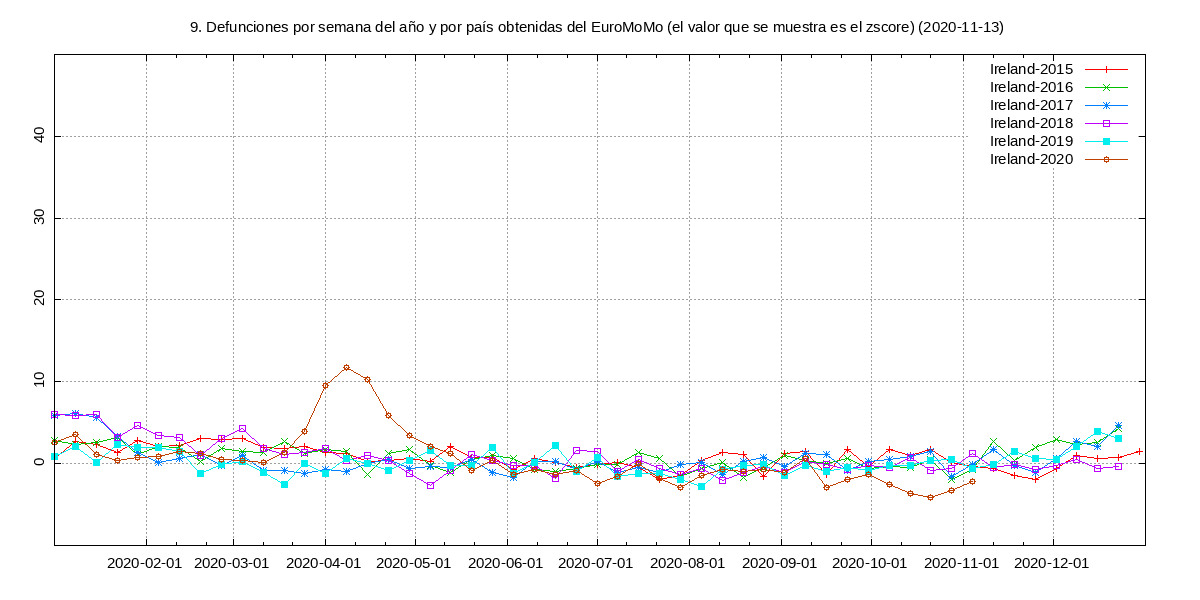 9. Defunciones por semana del año y por país obtenidas del EuroMoMo (el valor que se muestra es el zscore) (2020-11-13)
Ireland-2015
Ireland-2016
Ireland-2017
Ireland-2018
Ireland-2019
Ireland-2020
40
30
20
10
0
2020-02-01 2020-03-01 2020-04-01 2020-05-01 2020-06-01 2020-07-01 2020-08-01 2020-09-01 2020-10-01 2020-11-01 2020-12-01